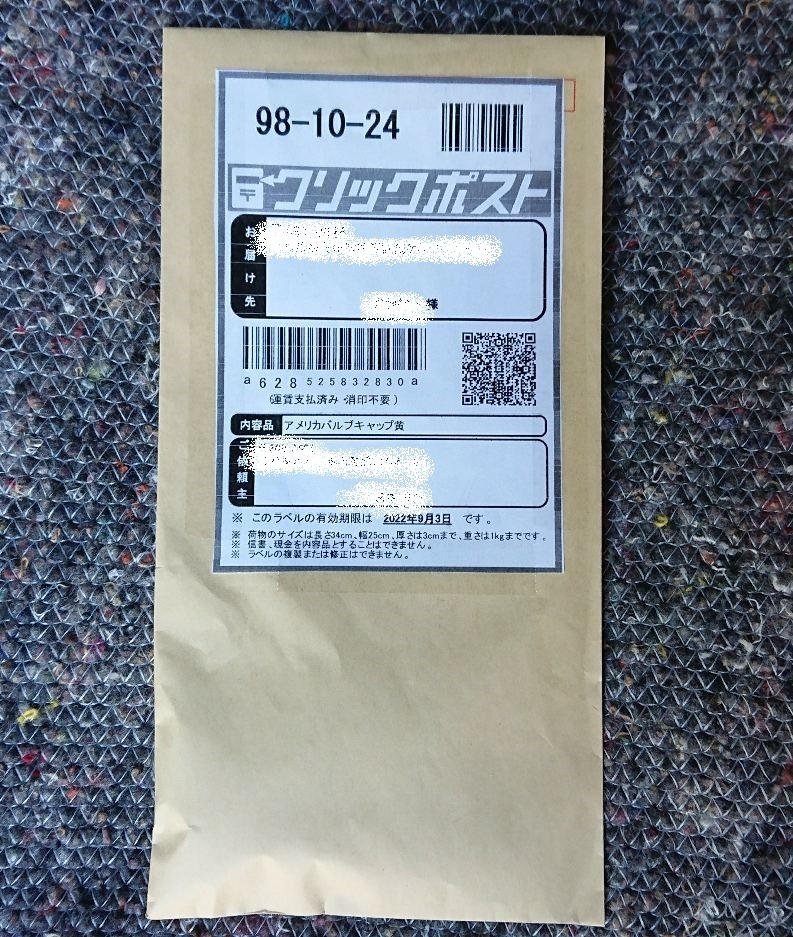 98-10-24
クリックポスト
お届け先
様
a628525832830a
(運賃支払済み・消印不要)
内容品 アメリカバルブキャップ黄
ご依頼主
※ このラベルの有効期限は 2022年9月3日 です。
※ 荷物のサイズは長さ34cm、幅25cm、厚さは3cmまで、重さは1kgまでです。
※ 信書、現金を内容品とすることはできません。
※ ラベルの複製または修正はできません。